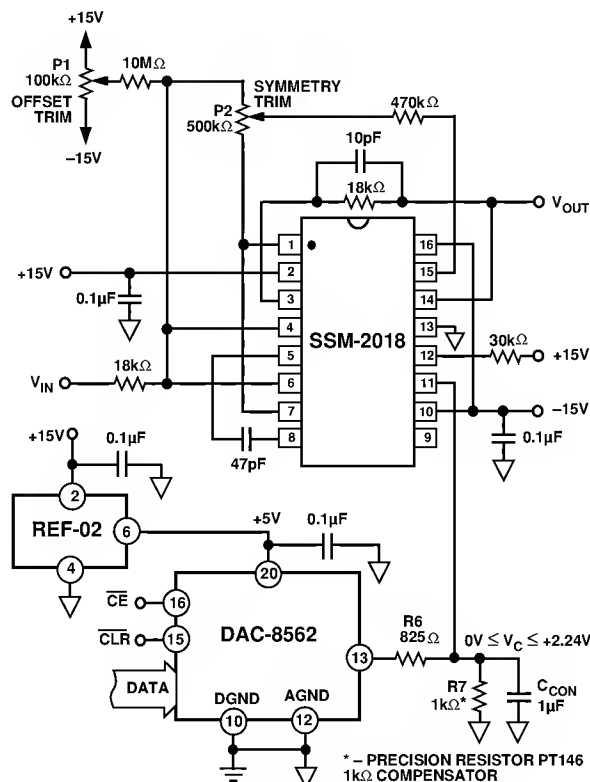 +15V
P1
100kΩ
OFFSET
TRIM
–15V
10MΩ
SYMMETRY
TRIM
P2
500kΩ
470kΩ
10pF
18kΩ
VOUT
+15V
0.1µF
1
2
3
4
5
6
7
8
SSM-2018
16
15
14
13
12
11
10
9
30kΩ
+15V
–15V
0.1µF
VIN
18kΩ
47pF
+15V
0.1µF
2
REF-02
6
4
+5V
0.1µF
20
CE
16
CLR
15
DATA
DAC-8562
13
DGND
10
AGND
12
R6
825Ω
0V ≤ VC ≤ +2.24V
R7
1kΩ*
CCON
1µF
* – PRECISION RESISTOR PT146
1kΩ COMPENSATOR